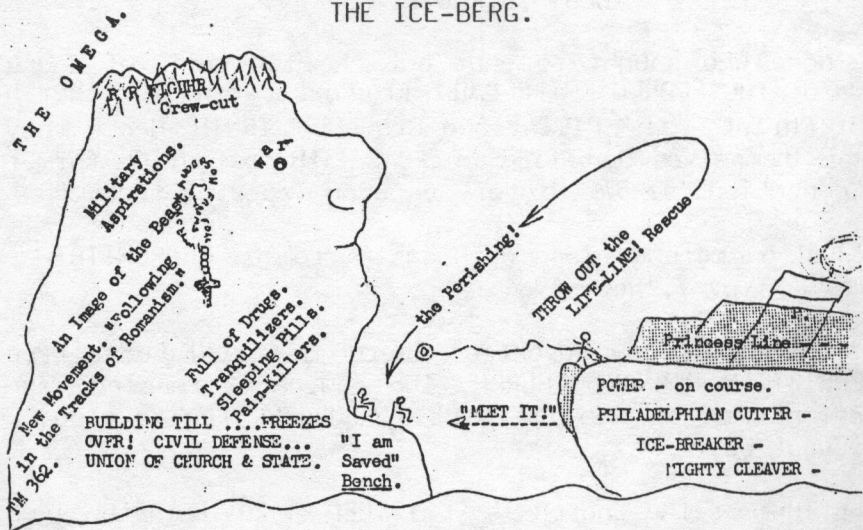 THE ICE-BERG.
THE OMEGA.
FIGURE
Crew-cut
war
Military
Aspirations.
An Image of the Beast
New Movement. "Following
in the Tracks of Romanism."
TM 362.
Full of Drugs.
Tranquilizers.
Sleeping Pills.
Pain-Killers.
BUILDING TILL ...FREEZES
OVER! CIVIL DEFENSE...
UNION OF CHURCH & STATE.
"I am
Saved"
Bench.
THROW OUT the
LIFE-LINE! Rescue
the Perishing!
"MEET IT!"
P.
Princess Line - - -
POWER - on course.
PHILADELPHIAN CUTTER -
ICE-BREAKER -
MIGHTY CLEAVER -